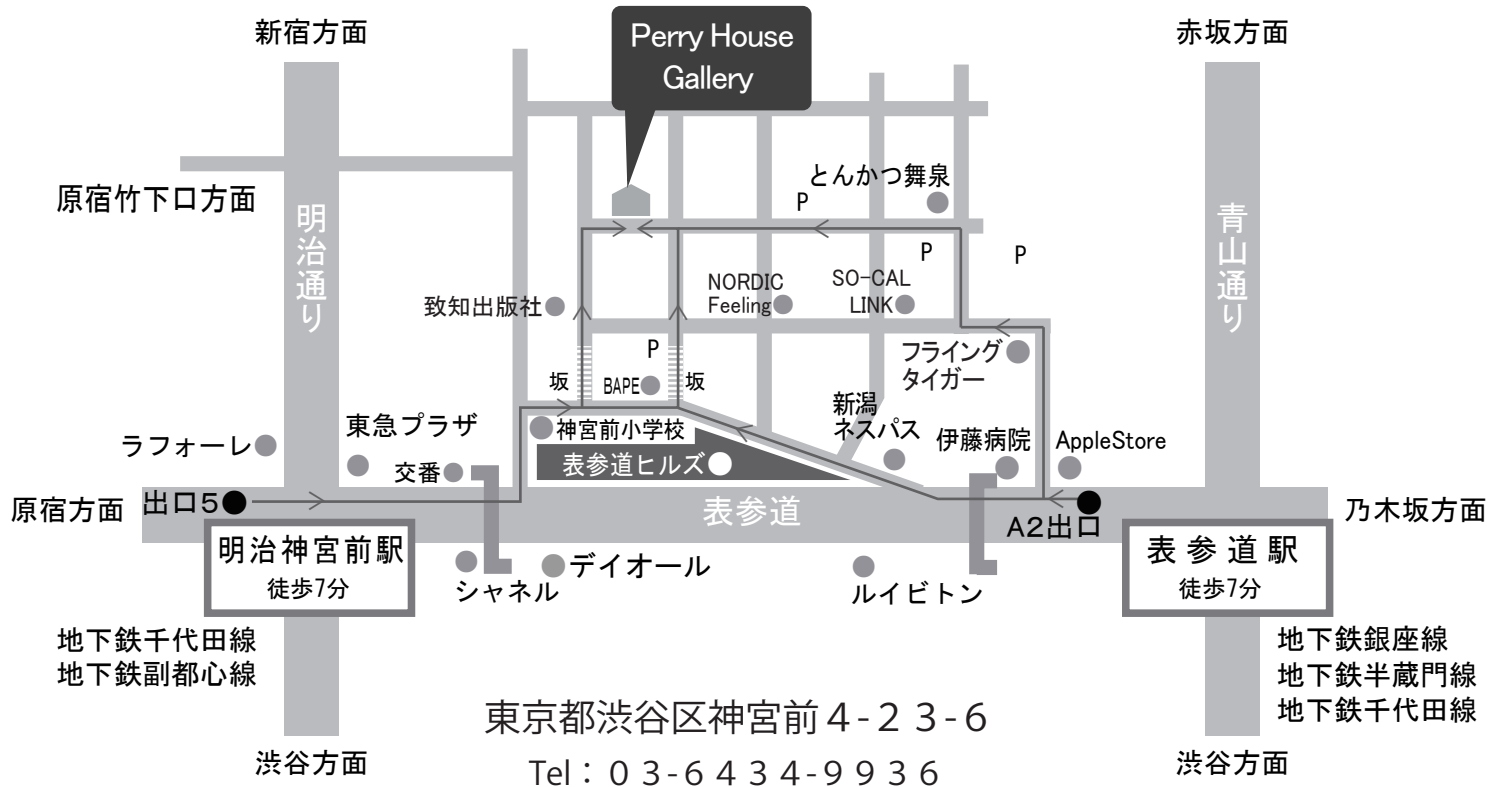 新宿方面
Perry House
Gallery
赤坂方面
とんかつ舞泉
P
原宿竹下口方面
明治通り
青山通り
P
P
NORDIC
Feeling
SO-CAL
LINK
致知出版社
P
フライング
タイガー
坂
BAPE
坂
新潟
ネスパス
東急プラザ
神宮前小学校
伊藤病院
AppleStore
ラフォーレ
交番
表参道ヒルズ
原宿方面
出口5
表参道
A2出口
乃木坂方面
明治神宮前駅
徒歩7分
シャネル
デイオール
ルイビトン
表参道駅
徒歩7分
地下鉄千代田線
地下鉄副都心線
地下鉄銀座線
地下鉄半蔵門線
地下鉄千代田線
東京都渋谷区神宮前4-23-6
Tel：03-6434-9936
渋谷方面
渋谷方面